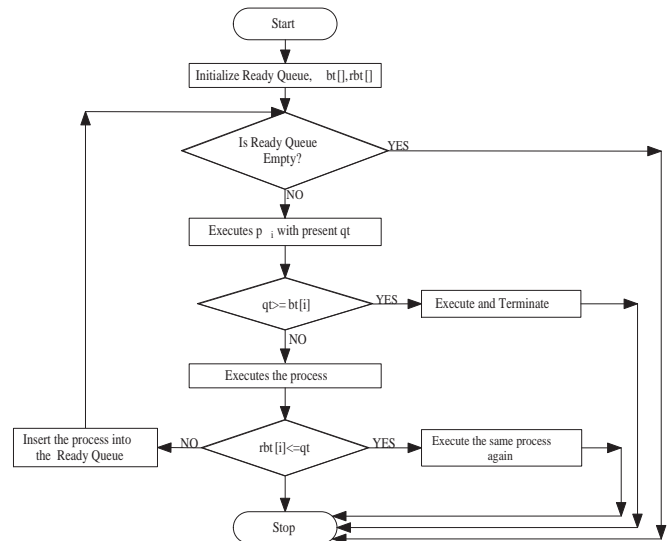 Start
Initialize Ready Queue, bt[],rbt[]
Is Ready Queue
Empty?
YES
NO
Executes p i with present qt
qt>= bt[i]
YES
Execute and Terminate
NO
Executes the process
Insert the process into
the Ready Queue
NO
rbt[i]<=qt
YES
Execute the same process
again
Stop